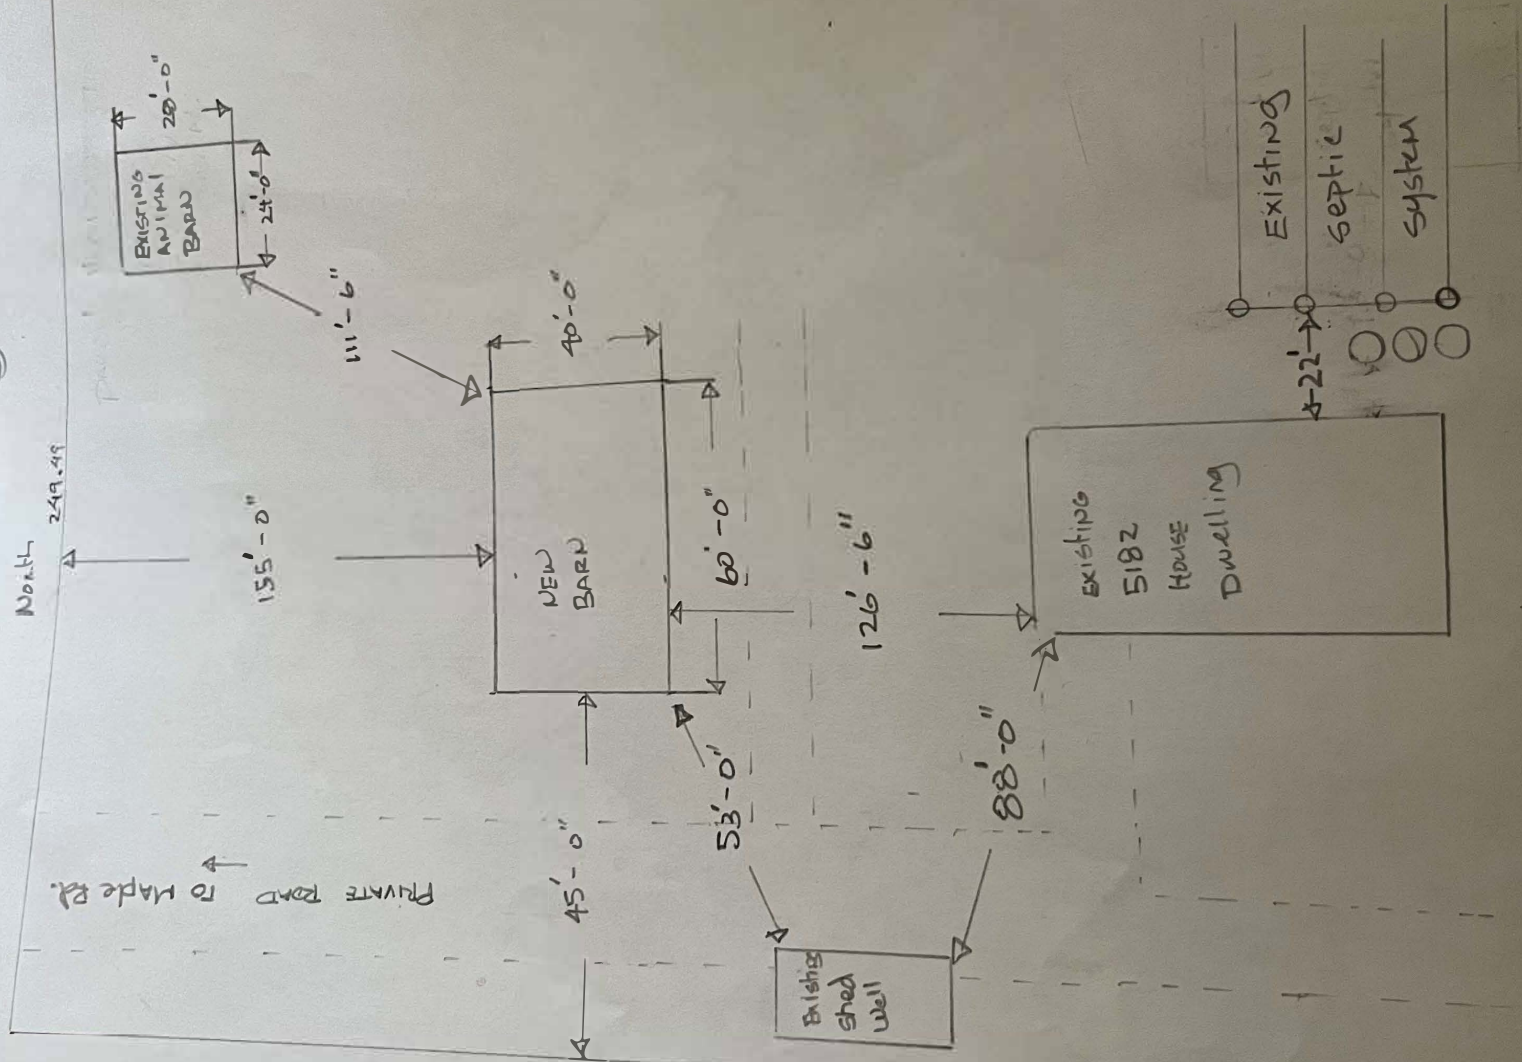 North
249.49
28'-0"
EXISTING
ANIMAL
BARN
24'-0"
111'-6"
155'-0"
40'-0"
NEW
BARN
60'-0"
126'-6"
PRIVATE ROAD TO Maple Rd.
45'-0"
53'-0"
88'-0"
Existing
shed
well
EXISTING
5182
HOUSE
Dwelling
22'
Existing
septic
system